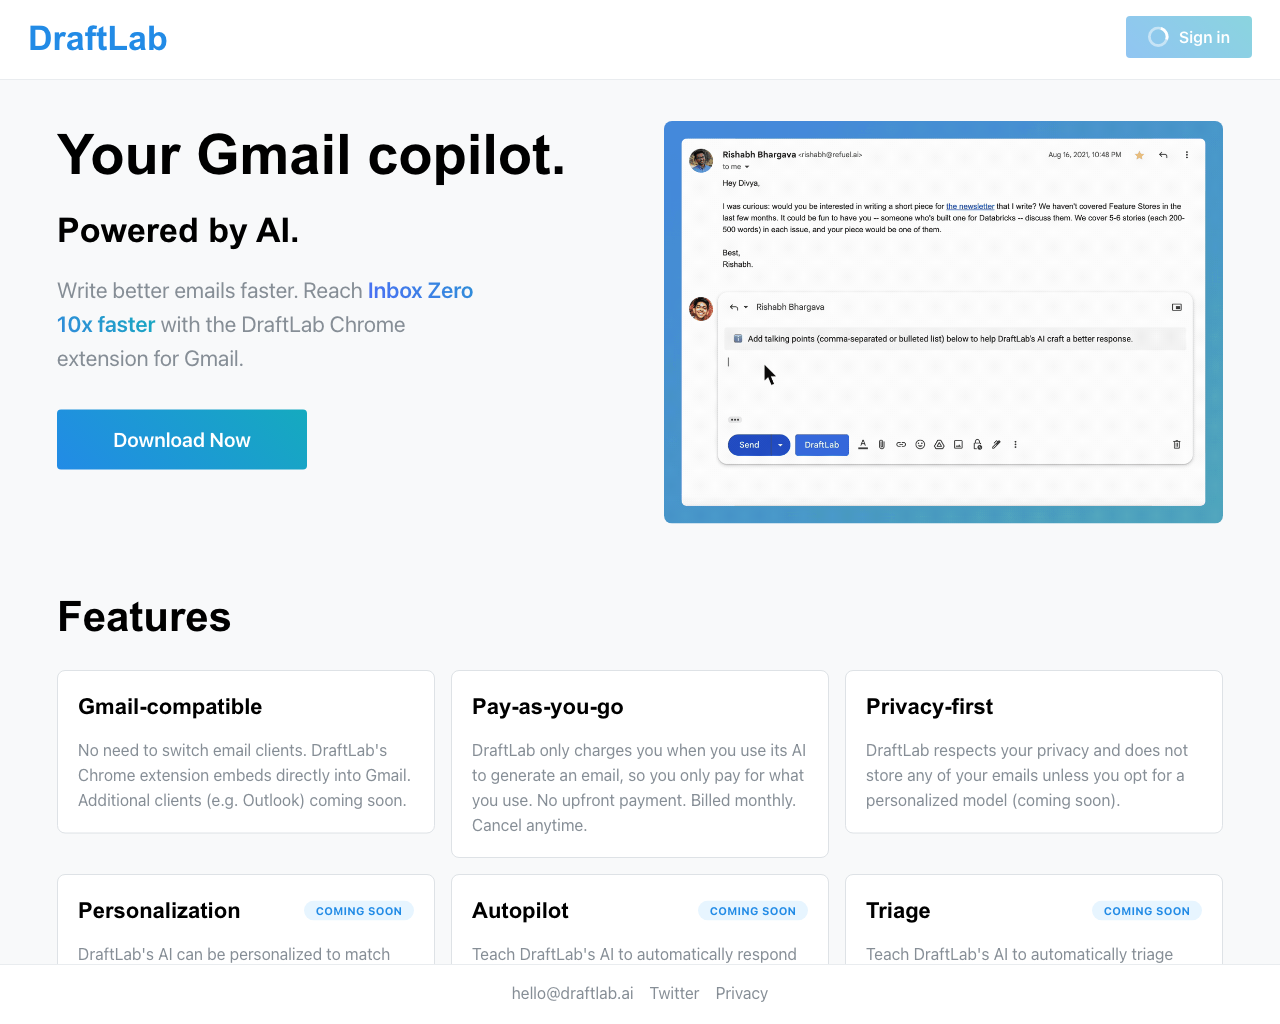 DraftLab
Sign in
Your Gmail copilot.
Powered by AI.
Write better emails faster. Reach Inbox Zero
10x faster with the DraftLab Chrome
extension for Gmail.
Download Now
Rishabh Bhargava <rishabh@refuel.ai>
Aug 16, 2021, 10:48 PM
to me
Hey Divya,
I was curious: would you be interested in writing a short piece for the newsletter that I write? We haven't covered Feature Stores in the
last few months. It could be fun to have you -- someone who's built one for Databricks -- discuss them. We cover 5-6 stories (each 200-
500 words) in each issue, and your piece would be one of them.
Best,
Rishabh.
Rishabh Bhargava
Add talking points (comma-separated or bulleted list) below to help DraftLab's AI craft a better response.
Send
DraftLab
Features
Gmail-compatible
No need to switch email clients. DraftLab's
Chrome extension embeds directly into Gmail.
Additional clients (e.g. Outlook) coming soon.
Pay-as-you-go
DraftLab only charges you when you use its AI
to generate an email, so you only pay for what
you use. No upfront payment. Billed monthly.
Cancel anytime.
Privacy-first
DraftLab respects your privacy and does not
store any of your emails unless you opt for a
personalized model (coming soon).
Personalization
COMING SOON
DraftLab's AI can be personalized to match
Autopilot
COMING SOON
Teach DraftLab's AI to automatically respond
Triage
COMING SOON
Teach DraftLab's AI to automatically triage
hello@draftlab.ai
Twitter
Privacy